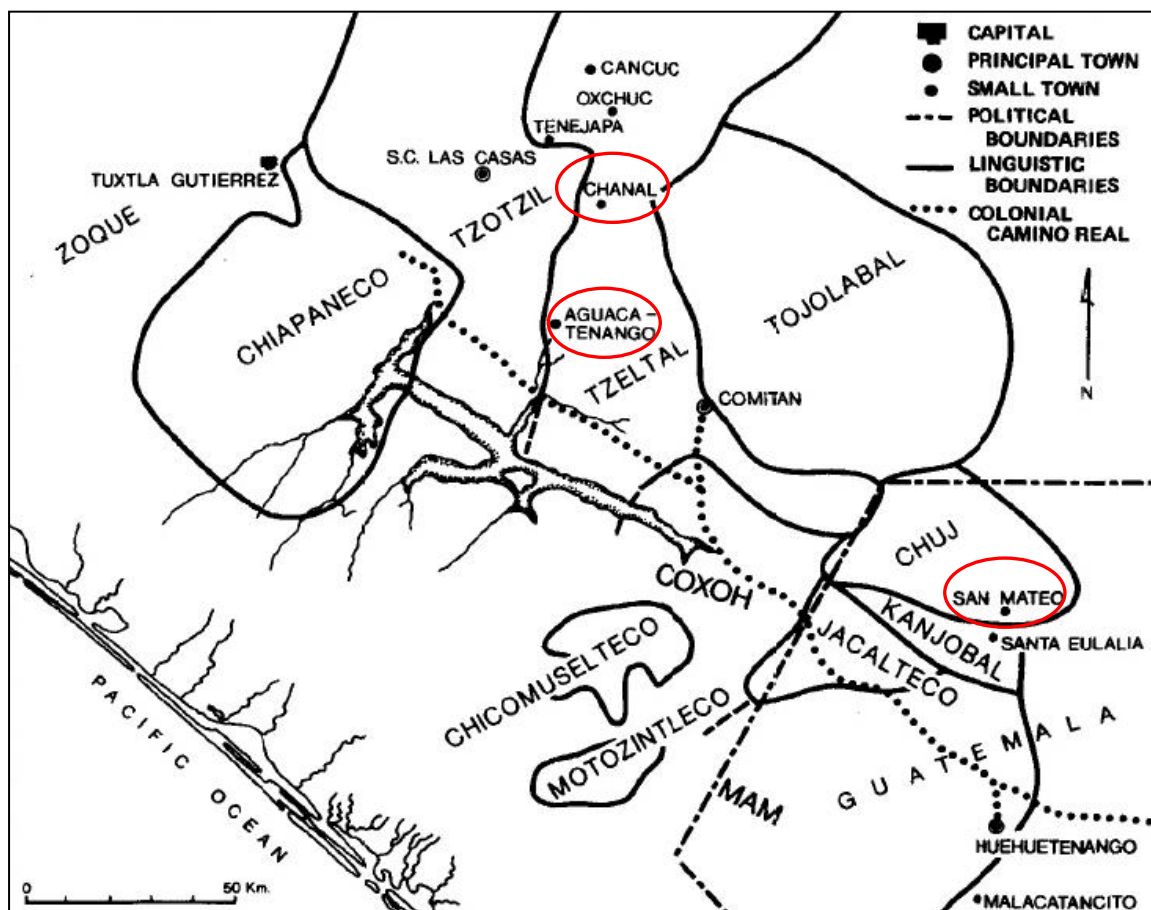 CAPITAL
PRINCIPAL TOWN
SMALL TOWN
POLITICAL
BOUNDARIES
LINGUISTIC
BOUNDARIES
COLONIAL
CAMINO REAL
CANCUC
OXCHUC
TENEJAPA
S.C. LAS CASAS
TUXTLA GUTIERREZ
CHANAL
ZOQUE
TZOTZIL
CHIAPANECO
TOJOLABAL
AGUACA-
TENANGO
TZELTAL
COMITAN
N
CHUJ
COXOH
SAN MATEO
SANTA EULALIA
KANJOBAL
JACALTECO
CHICOMUSELTECO
MOTOZINTLECO
MAM
GUATEMALA
PACIFIC OCEAN
HUEHUETENANGO
MALACATANCITO
0 50 Km.